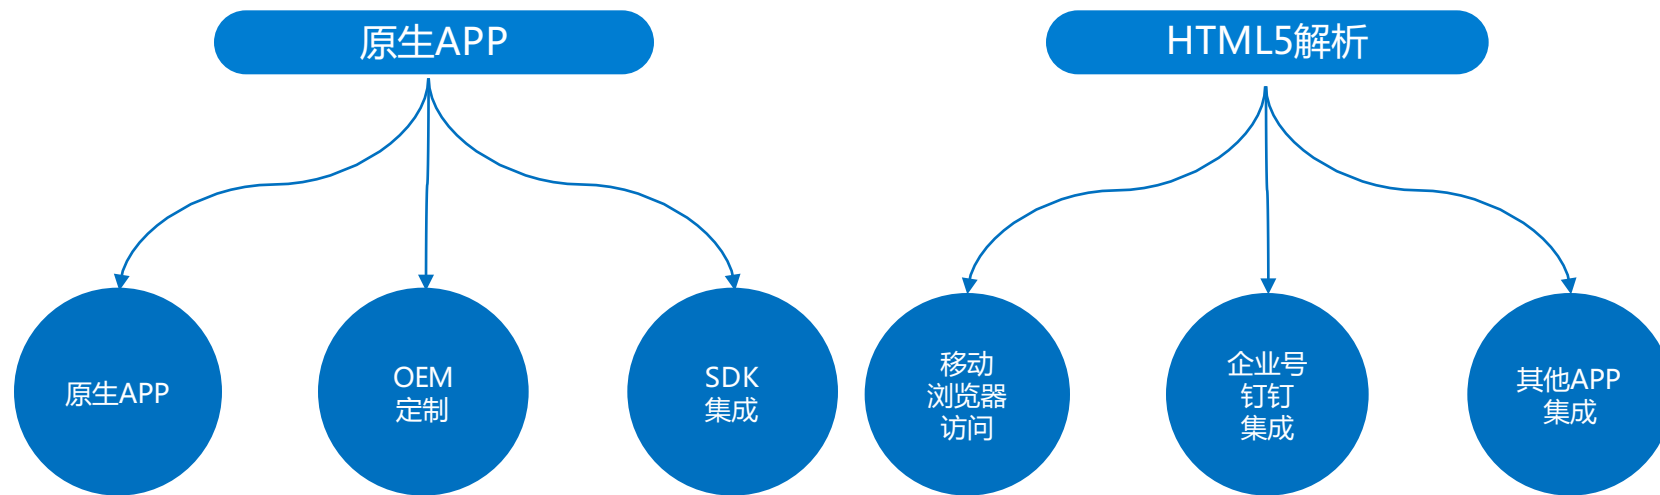 原生APP
HTML5解析
原生APP
OEM
定制
SDK
集成
移动
浏览器
访问
企业号
钉钉
集成
其他APP
集成